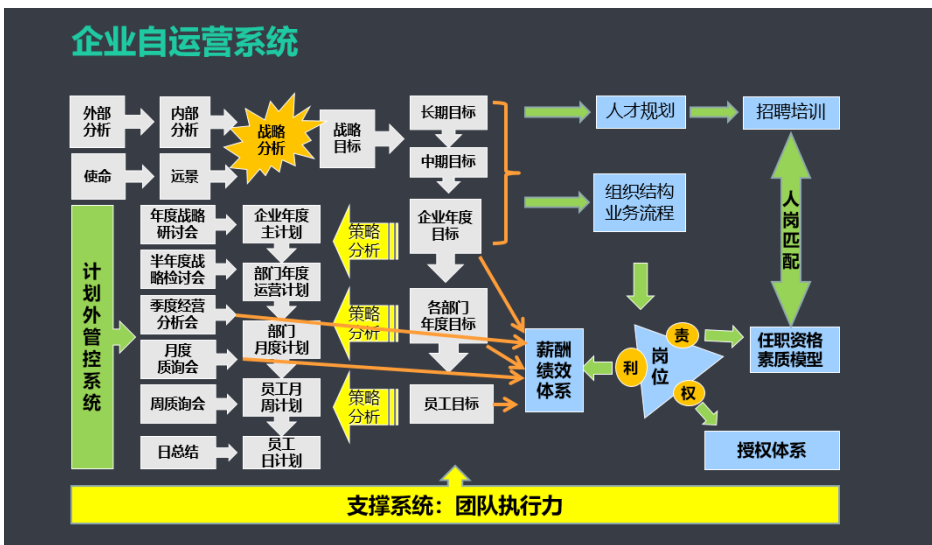 企业自运营系统
外部
分析
内部
分析
战略
分析
战略
目标
长期目标
人才规划
招聘培训
使命
远景
中期目标
组织结构
业务流程
人
岗
匹
配
计
划
外
管
控
系
统
年度战略
研讨会
企业年度
主计划
策略
分析
企业年度
目标
半年度战
略检讨会
部门年度
运营计划
季度经营
分析会
部门
月度计划
策略
分析
各部门
年度目标
薪酬
绩效
体系
利
岗
位
责
权
任职资格
素质模型
月度
质询会
周质询会
员工月
周计划
策略
分析
员工目标
日总结
员工
日计划
授权体系
支撑系统：团队执行力